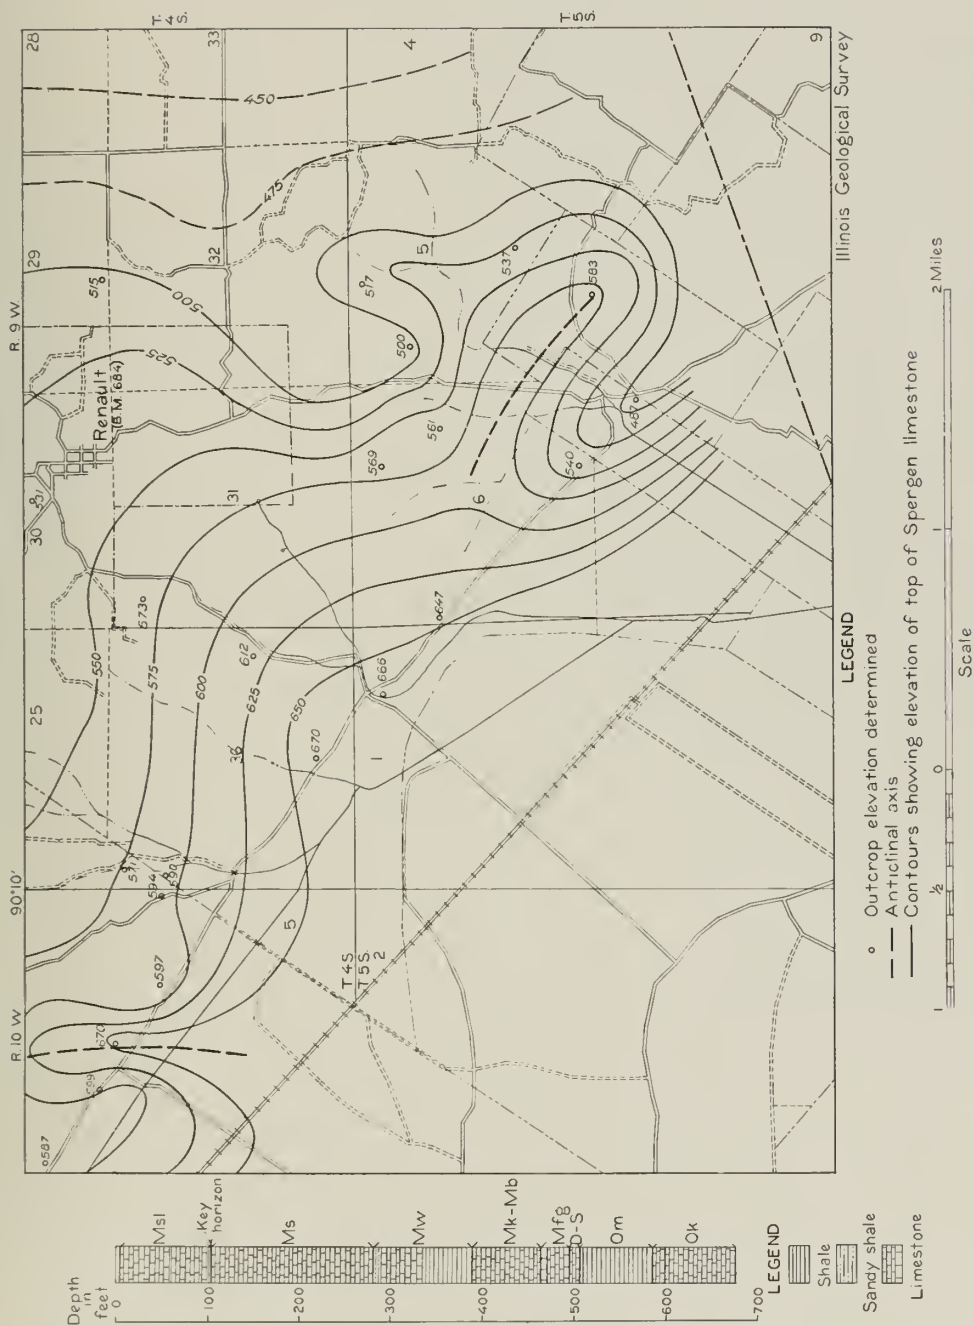 R. 10 W
90°10'
R. 9 W
T.
4
S.
T.
5
S.
25
30
29
28
36
31
32
33
1
6
5
4
9
5
2
T 4 S
T 5 S.
Renault
(B.M. 684)
587
670
597
594
590
571
573
612
531
515
670
666
647
569
561
500
517
537
583
540
487
550
575
600
625
650
525
500
475
450
Illinois Geological Survey
LEGEND
Outcrop elevation determined
Anticlinal axis
Contours showing elevation of top of Spergen limestone
1
½
0
1
2 Miles
Scale
Depth
in
feet
0
100
200
300
400
500
600
700
Msl
Key
horizon
Ms
Mw
Mk-Mb
Mfg
D-S
Om
Ok
LEGEND
Shale
Sandy shale
Limestone